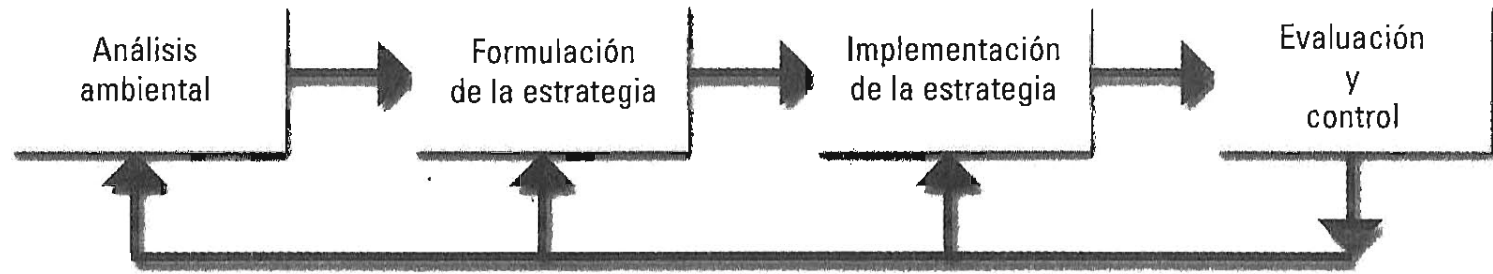 Análisis
ambiental
Formulación
de la estrategia
Implementación
de la estrategia
Evaluación
y
control